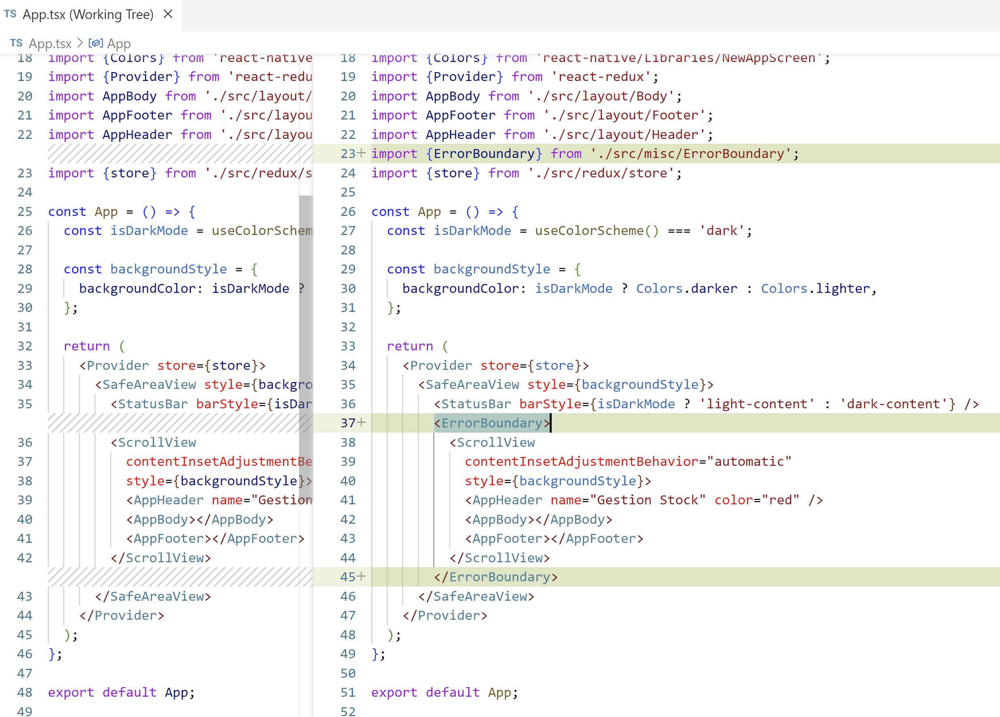 TS App.tsx (Working Tree) ×
TS App.tsx > App
18 import {Colors} from 'react-native
19 import {Provider} from 'react-redu
20 import AppBody from './src/layout/
21 import AppFooter from './src/layou
22 import AppHeader from './src/layou
23 import {store} from './src/redux/s
24
25 const App = () => {
26 const isDarkMode = useColorSchem
27
28 const backgroundStyle = {
29 backgroundColor: isDarkMode ?
30 };
31
32 return (
33 <Provider store={store}>
34 <SafeAreaView style={backgro
35 <StatusBar barStyle={isDar
36 <ScrollView
37 contentInsetAdjustmentBe
38 style={backgroundStyle}>
39 <AppHeader name="Gestion
40 <AppBody></AppBody>
41 <AppFooter></AppFooter>
42 </ScrollView>
43 </SafeAreaView>
44 </Provider>
45 );
46 };
47
48 export default App;
49
18 import {Colors} from 'react-native/Libraries/NewAppScreen';
19 import {Provider} from 'react-redux';
20 import AppBody from './src/layout/Body';
21 import AppFooter from './src/layout/Footer';
22 import AppHeader from './src/layout/Header';
23+ import {ErrorBoundary} from './src/misc/ErrorBoundary';
24 import {store} from './src/redux/store';
25
26 const App = () => {
27 const isDarkMode = useColorScheme() === 'dark';
28
29 const backgroundStyle = {
30 backgroundColor: isDarkMode ? Colors.darker : Colors.lighter,
31 };
32
33 return (
34 <Provider store={store}>
35 <SafeAreaView style={backgroundStyle}>
36 <StatusBar barStyle={isDarkMode ? 'light-content' : 'dark-content'} />
37+ <ErrorBoundary>
38 <ScrollView
39 contentInsetAdjustmentBehavior="automatic"
40 style={backgroundStyle}>
41 <AppHeader name="Gestion Stock" color="red" />
42 <AppBody></AppBody>
43 <AppFooter></AppFooter>
44 </ScrollView>
45+ </ErrorBoundary>
46 </SafeAreaView>
47 </Provider>
48 );
49 };
50
51 export default App;
52